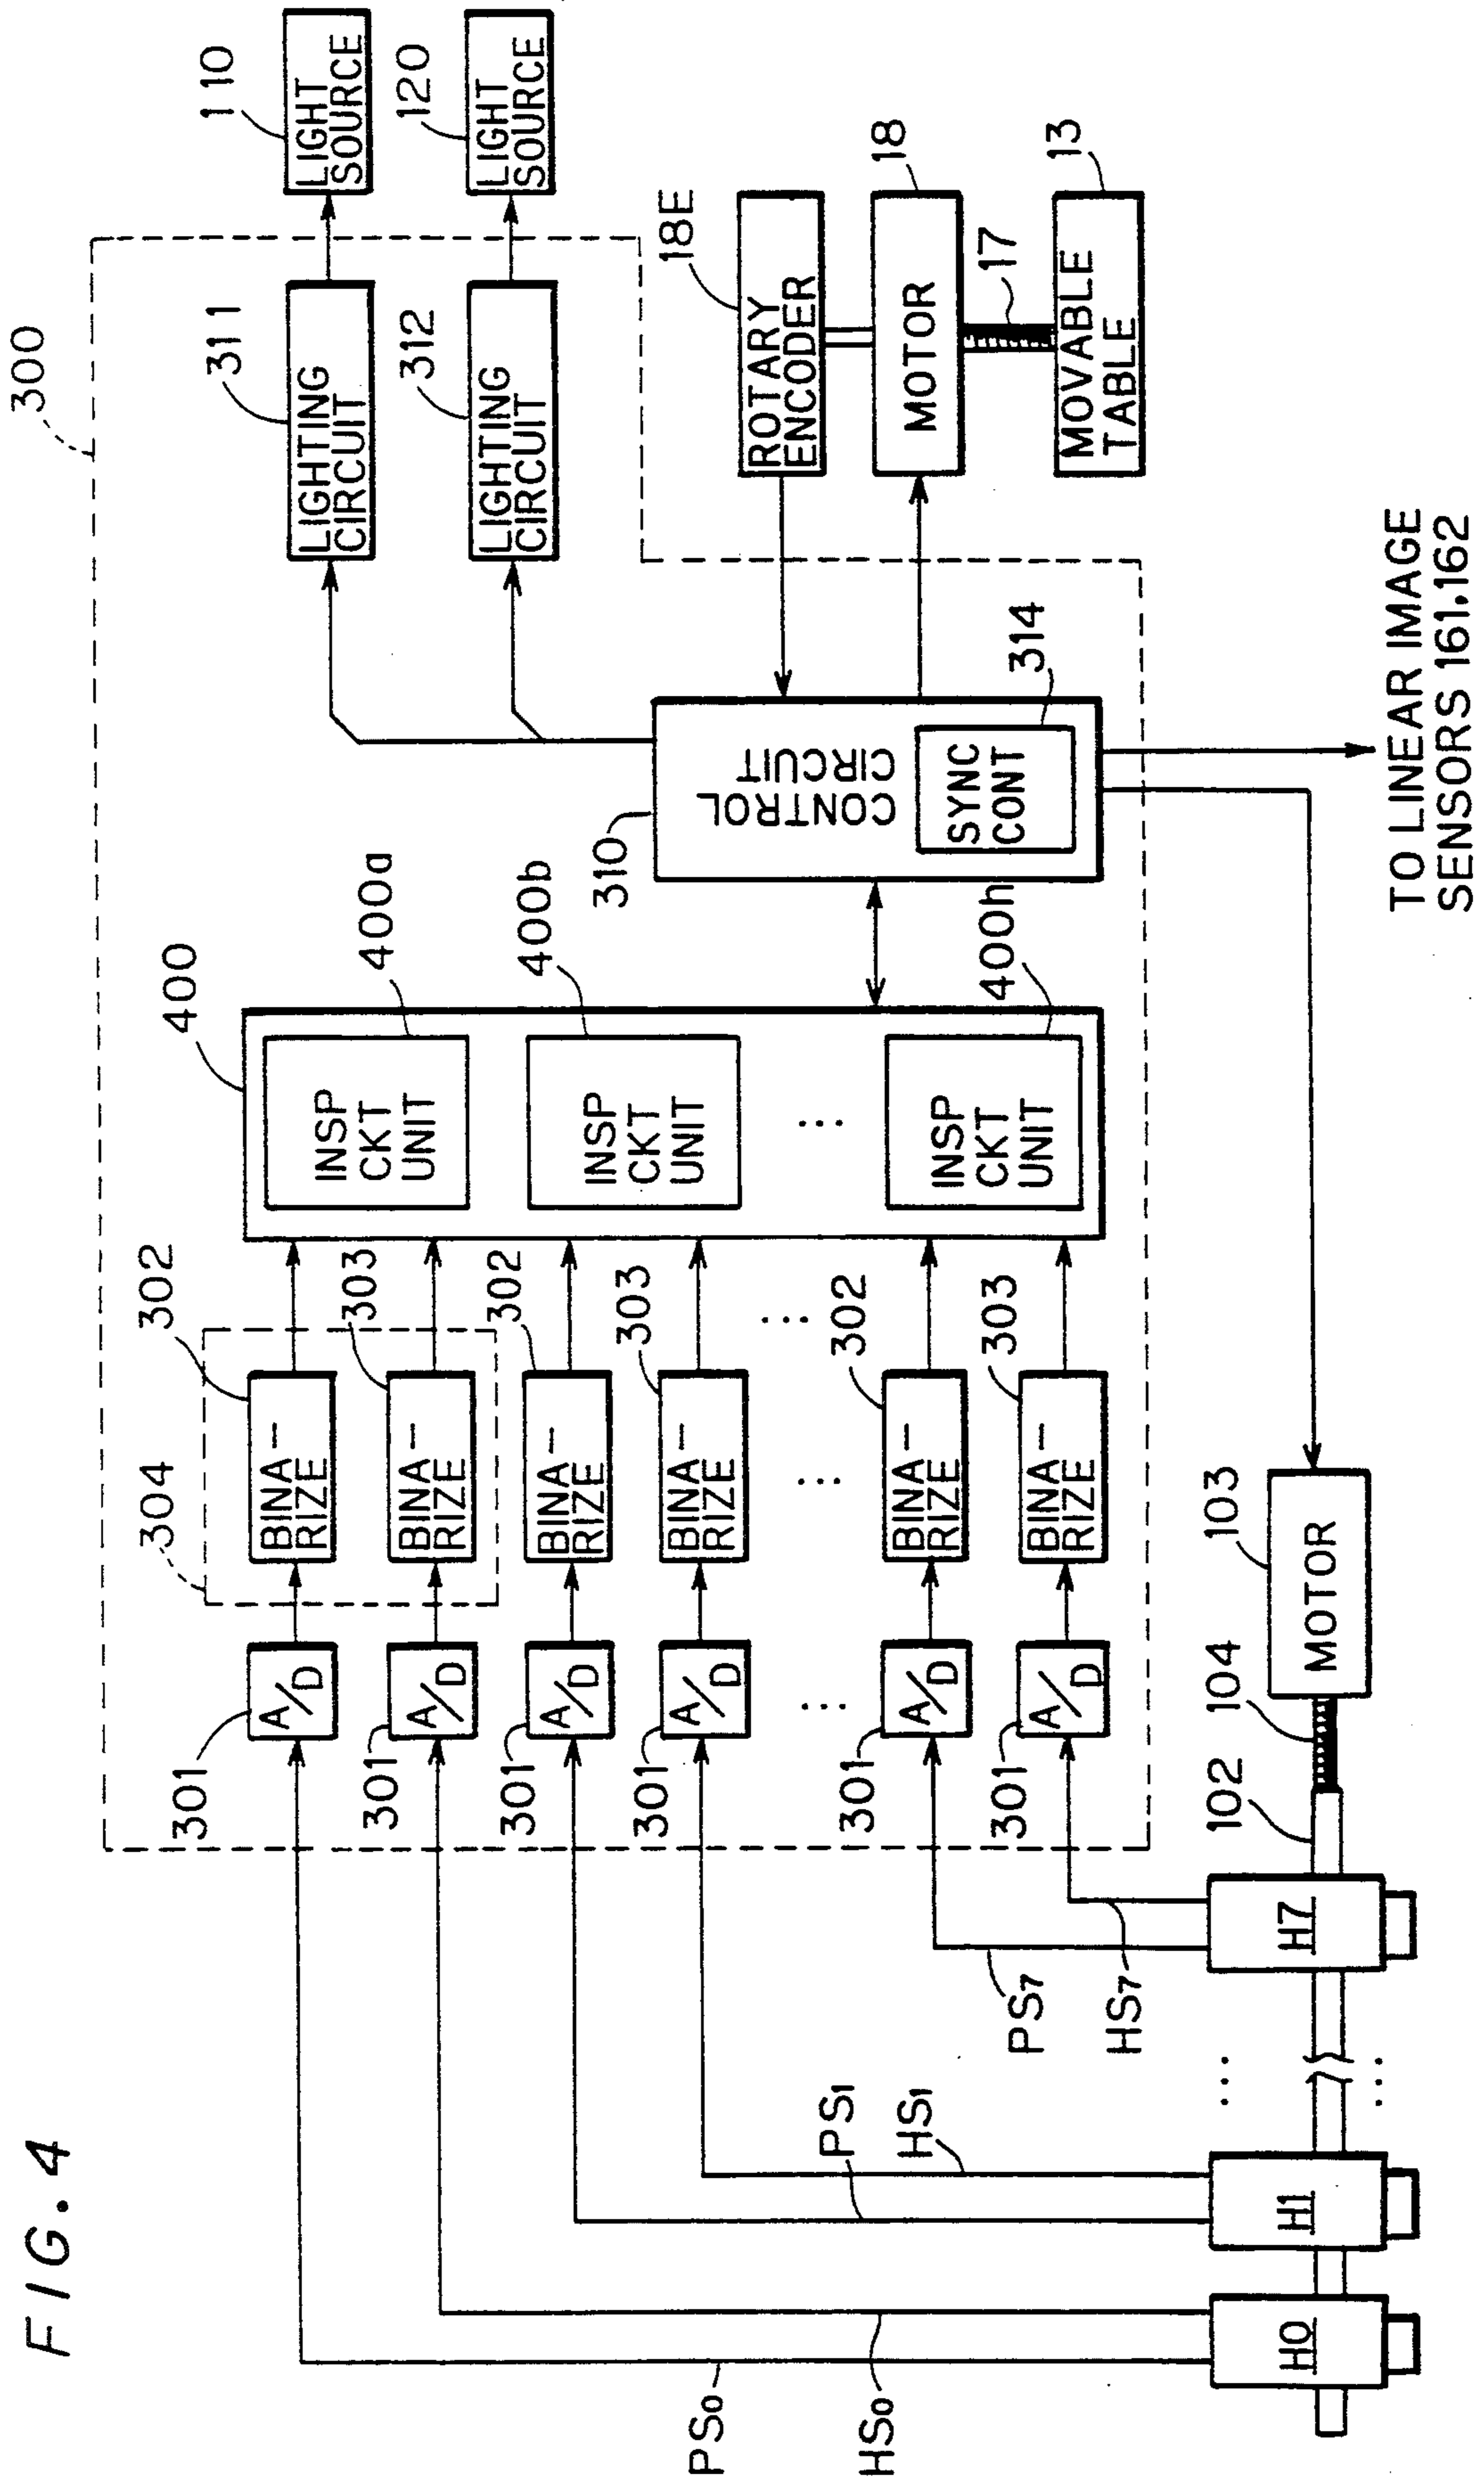 FIG. 4
300
110
LIGHT
SOURCE
120
LIGHT
SOURCE
311
LIGHTING
CIRCUIT
312
LIGHTING
CIRCUIT
18E
ROTARY
ENCODER
18
MOTOR
17
13
MOVABLE
TABLE
310
CONTROL
CIRCUIT
314
SYNC
CONT
TO LINEAR IMAGE
SENSORS 161.162
400
400a
INSP
CKT
UNIT
400b
INSP
CKT
UNIT
...
400h
INSP
CKT
UNIT
304
302
BINA-
RIZE
303
BINA-
RIZE
302
BINA-
RIZE
303
BINA-
RIZE
...
...
302
BINA-
RIZE
303
BINA-
RIZE
301
A/D
301
A/D
301
A/D
301
A/D
...
301
A/D
301
A/D
PS0
HS0
PS1
HS1
PS7
HS7
H0
H1
...
...
H7
102
104
103
MOTOR